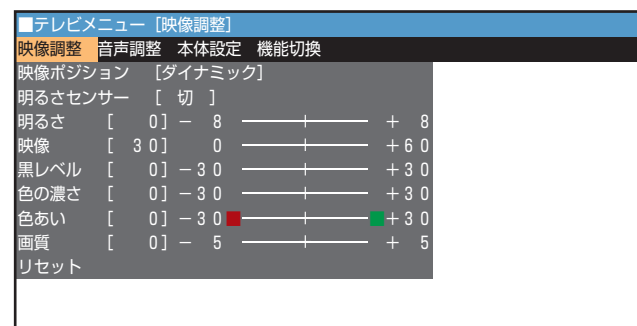 ■テレビメニュー [映像調整]
映像調整 音声調整 本体設定 機能切換
映像ポジション [ダイナミック]
明るさセンサー [ 切 ]
明るさ [ 0] − 8 + 8
映像 [ 30] 0 +60
黒レベル [ 0] −30 +30
色の濃さ [ 0] −30 +30
色あい [ 0] −30 +30
画質 [ 0] − 5 + 5
リセット